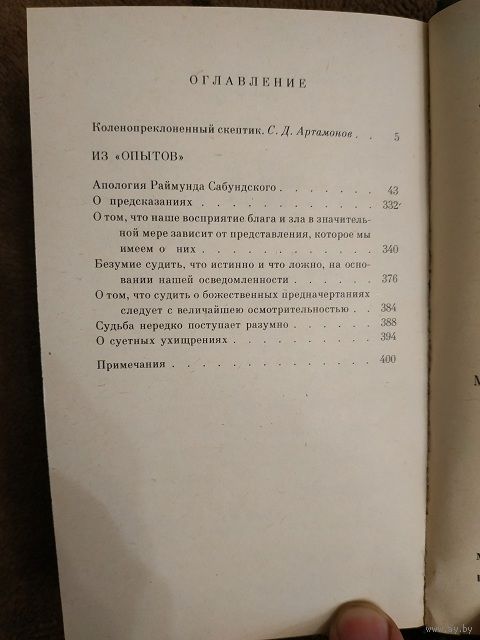 ОГЛАВЛЕНИЕ
Коленопреклоненный скептик. С. Д. Артамонов . . 5
ИЗ «ОПЫТОВ»
Апология Раймунда Сабундского . . . . . . . 43
О предсказаниях . . . . . . . . . . . . 332
О том, что наше восприятие блага и зла в значитель-
ной мере зависит от представления, которое мы
имеем о них . . . . . . . . . . 340
Безумие судить, что истинно и что ложно, на осно-
вании нашей осведомленности . . . . . 376
О том, что судить о божественных предначертаниях
следует с величайшею осмотрительностью . . 384
Судьба нередко поступает разумно . . . . . . 388
О суетных ухищрениях . . . . . . . . . . 394
Примечания . . . . . . . . . . . . . 400
www.ay.by